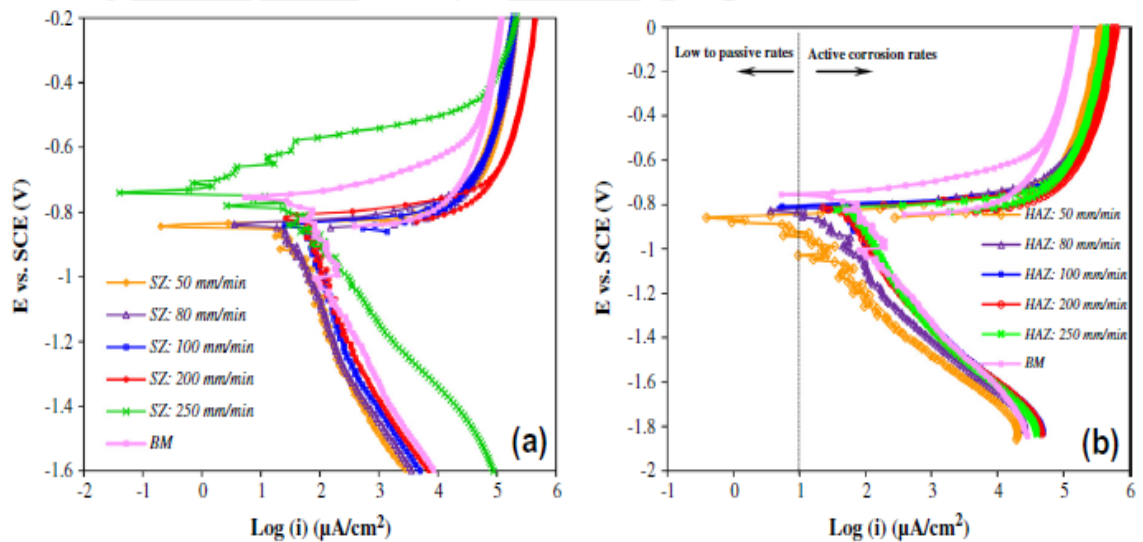 -0.2
-0.4
-0.6
-0.8
-1
-1.2
-1.4
-1.6
E vs. SCE (V)
SZ: 50 mm/min
SZ: 80 mm/min
SZ: 100 mm/min
SZ: 200 mm/min
SZ: 250 mm/min
BM
(a)
-2 -1 0 1 2 3 4 5 6
Log (i) (µA/cm²)
0
-0.2
-0.4
-0.6
-0.8
-1
-1.2
-1.4
-1.6
-1.8
-2
E vs. SCE (V)
Low to passive rates
Active corrosion rates
HAZ: 50 mm/min
HAZ: 80 mm/min
HAZ: 100 mm/min
HAZ: 200 mm/min
HAZ: 250 mm/min
BM
(b)
-1 0 1 2 3 4 5 6
Log (i) (µA/cm²)